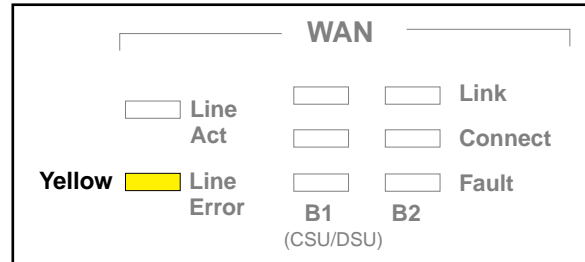 WAN
Line
Act
Link
Connect
Yellow
Line
Error
Fault
B1
B2
(CSU/DSU)